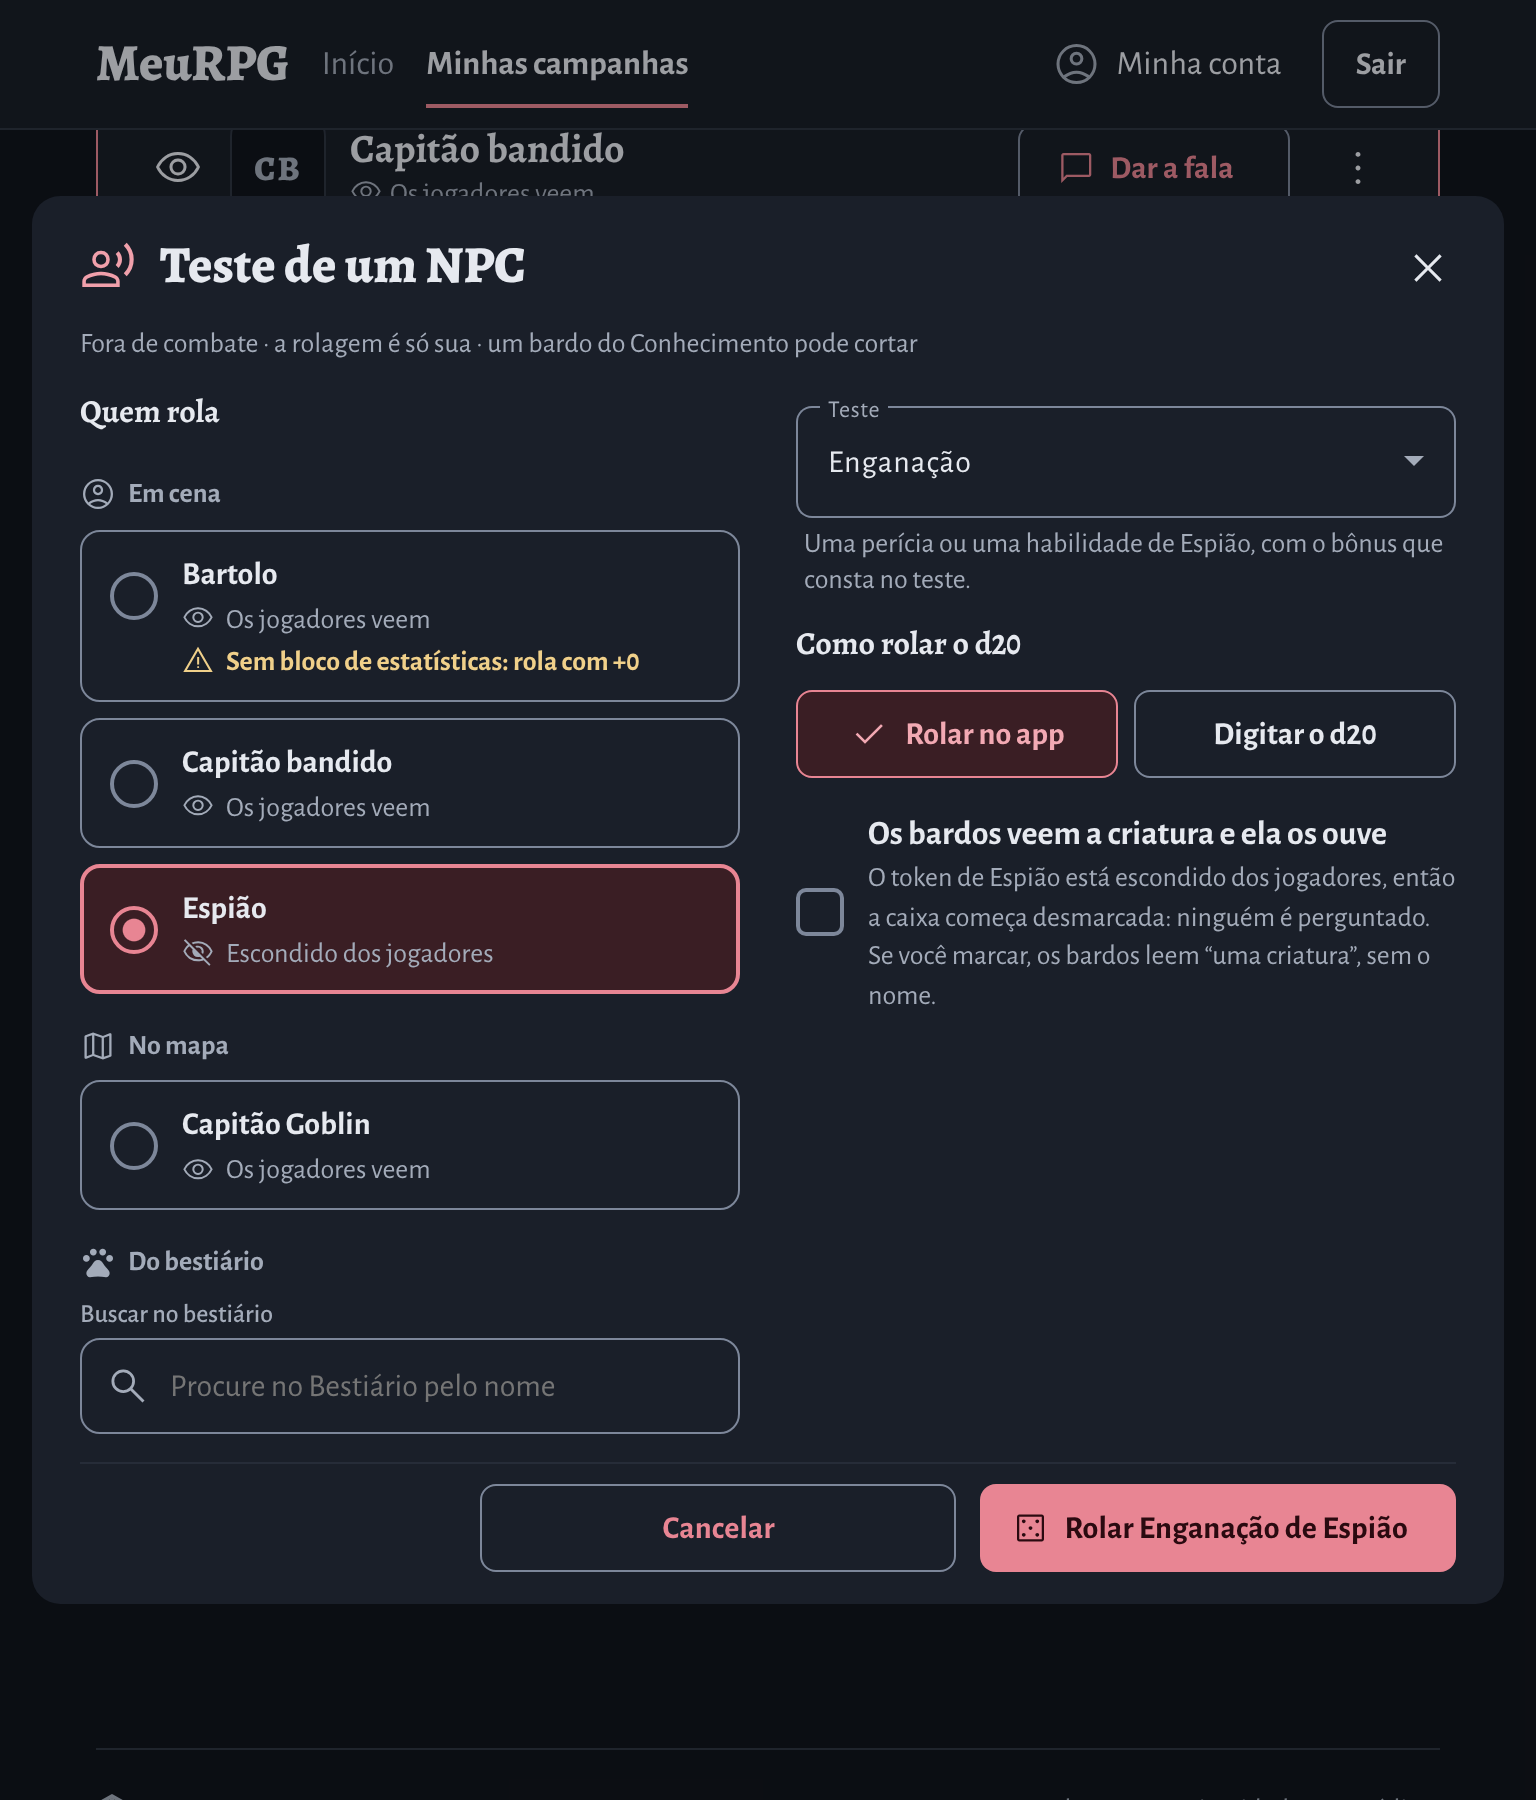 MeuRPG
Início
Minhas campanhas
Minha conta
Sair
CB
Capitão bandido
Os jogadores veem
Dar a fala
Teste de um NPC
Fora de combate · a rolagem é só sua · um bardo do Conhecimento pode cortar
Quem rola
Em cena
Bartolo
Os jogadores veem
Sem bloco de estatísticas: rola com +0
Capitão bandido
Os jogadores veem
Espião
Escondido dos jogadores
No mapa
Capitão Goblin
Os jogadores veem
Do bestiário
Buscar no bestiário
Procure no Bestiário pelo nome
Teste
Enganação
Uma perícia ou uma habilidade de Espião, com o bônus que
consta no teste.
Como rolar o d20
Rolar no app
Digitar o d20
Os bardos veem a criatura e ela os ouve
O token de Espião está escondido dos jogadores, então
a caixa começa desmarcada: ninguém é perguntado.
Se você marcar, os bardos leem “uma criatura”, sem o
nome.
Cancelar
Rolar Enganação de Espião